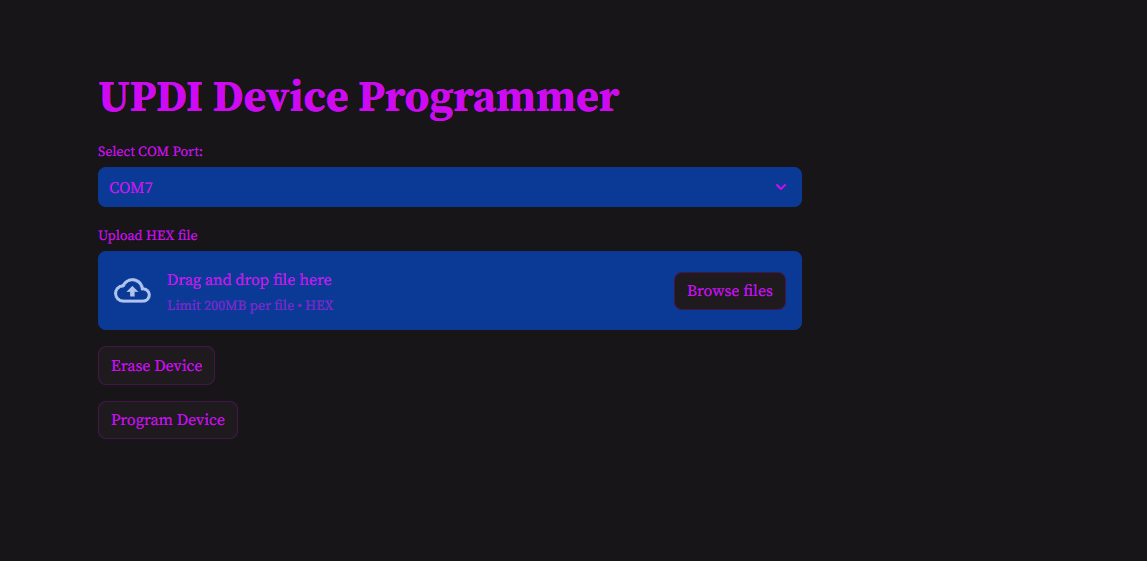 UPDI Device Programmer
Select COM Port:
COM7
Upload HEX file
Drag and drop file here
Limit 200MB per file • HEX
Browse files
Erase Device
Program Device